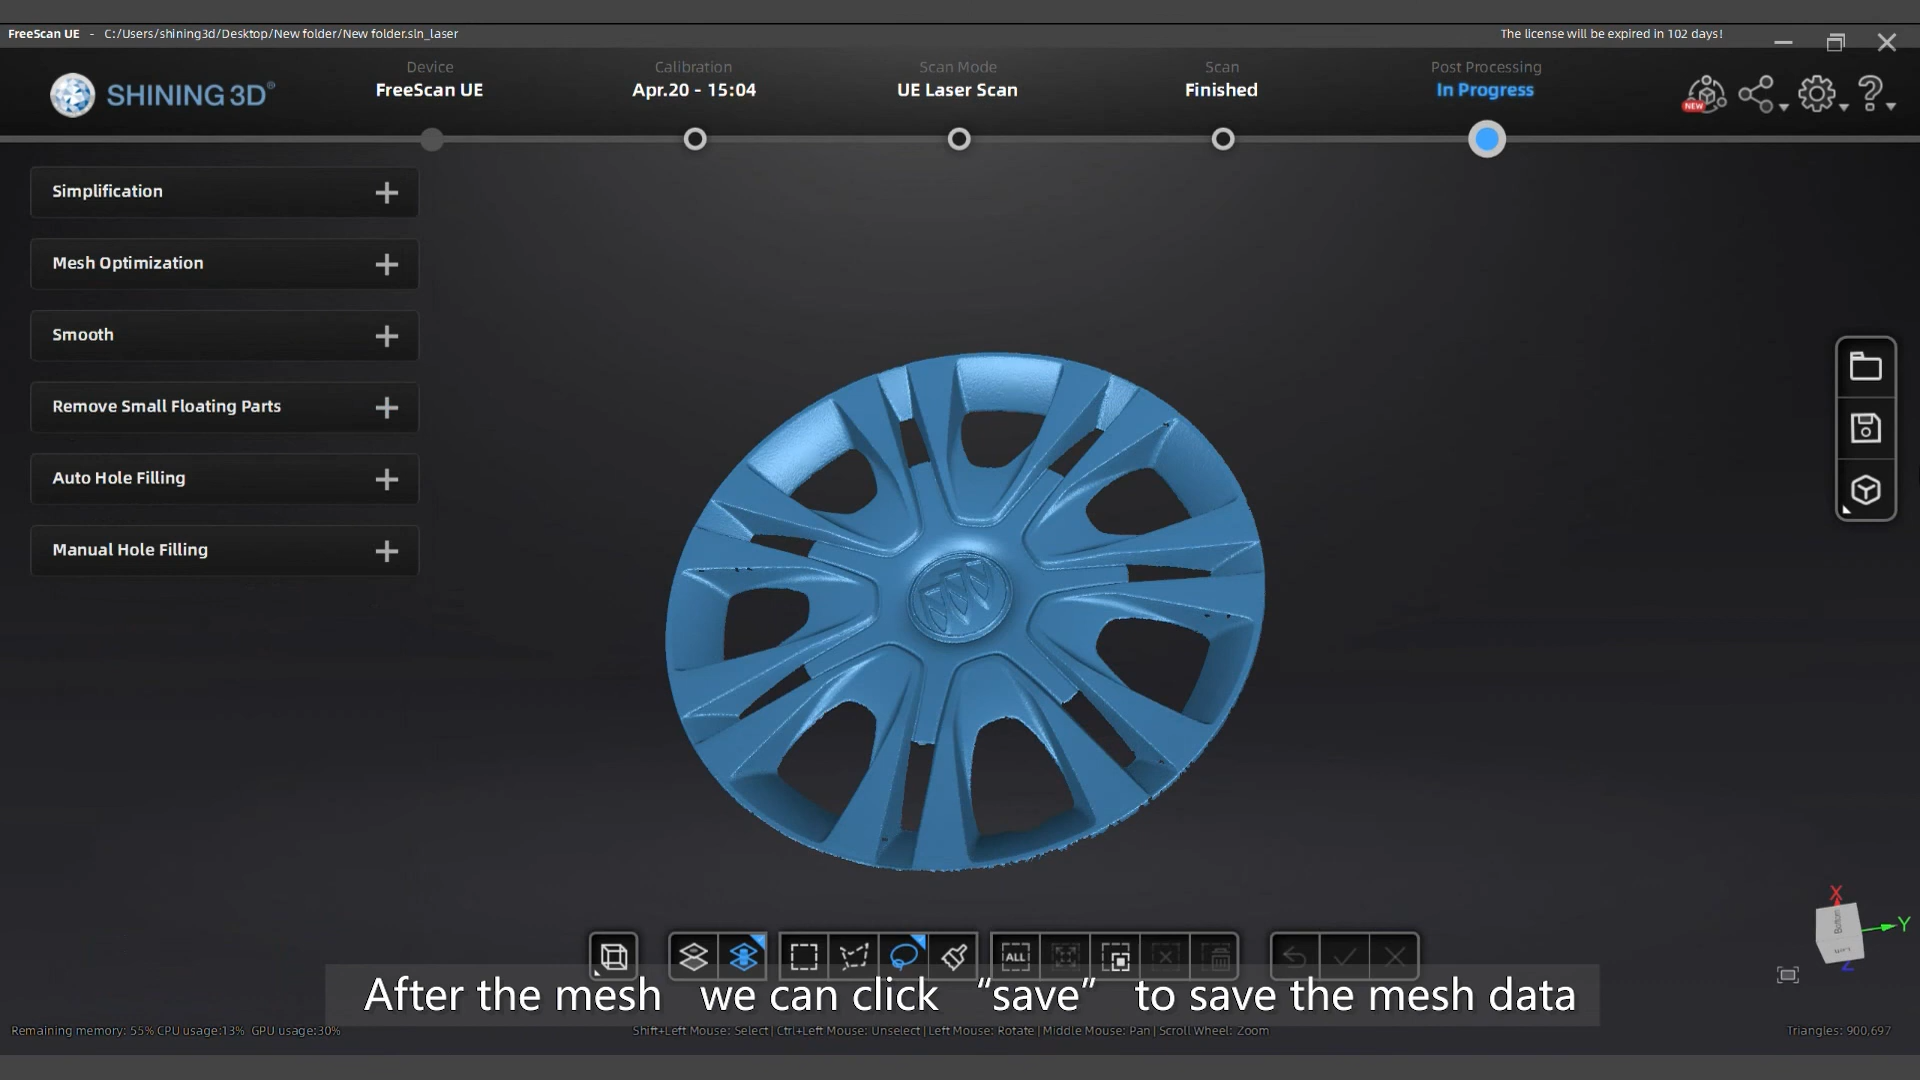 FreeScan UE - C:/Users/shining3d/Desktop/New folder/New folder.sln_laser
The license will be expired in 102 days!
SHINING 3D®
Device
FreeScan UE
Calibration
Apr.20 - 15:04
Scan Mode
UE Laser Scan
Scan
Finished
Post Processing
In Progress
NEW
Simplification
Mesh Optimization
Smooth
Remove Small Floating Parts
Auto Hole Filling
Manual Hole Filling
X
Y
Z
Bottom
ALL
After the mesh we can click “save” to save the mesh data
Remaining memory: 55% CPU usage:13% GPU usage:30%
Shift+Left Mouse: Select | Ctrl+Left Mouse: Unselect | Left Mouse: Rotate | Middle Mouse: Pan | Scroll Wheel: Zoom
Triangles: 900,697